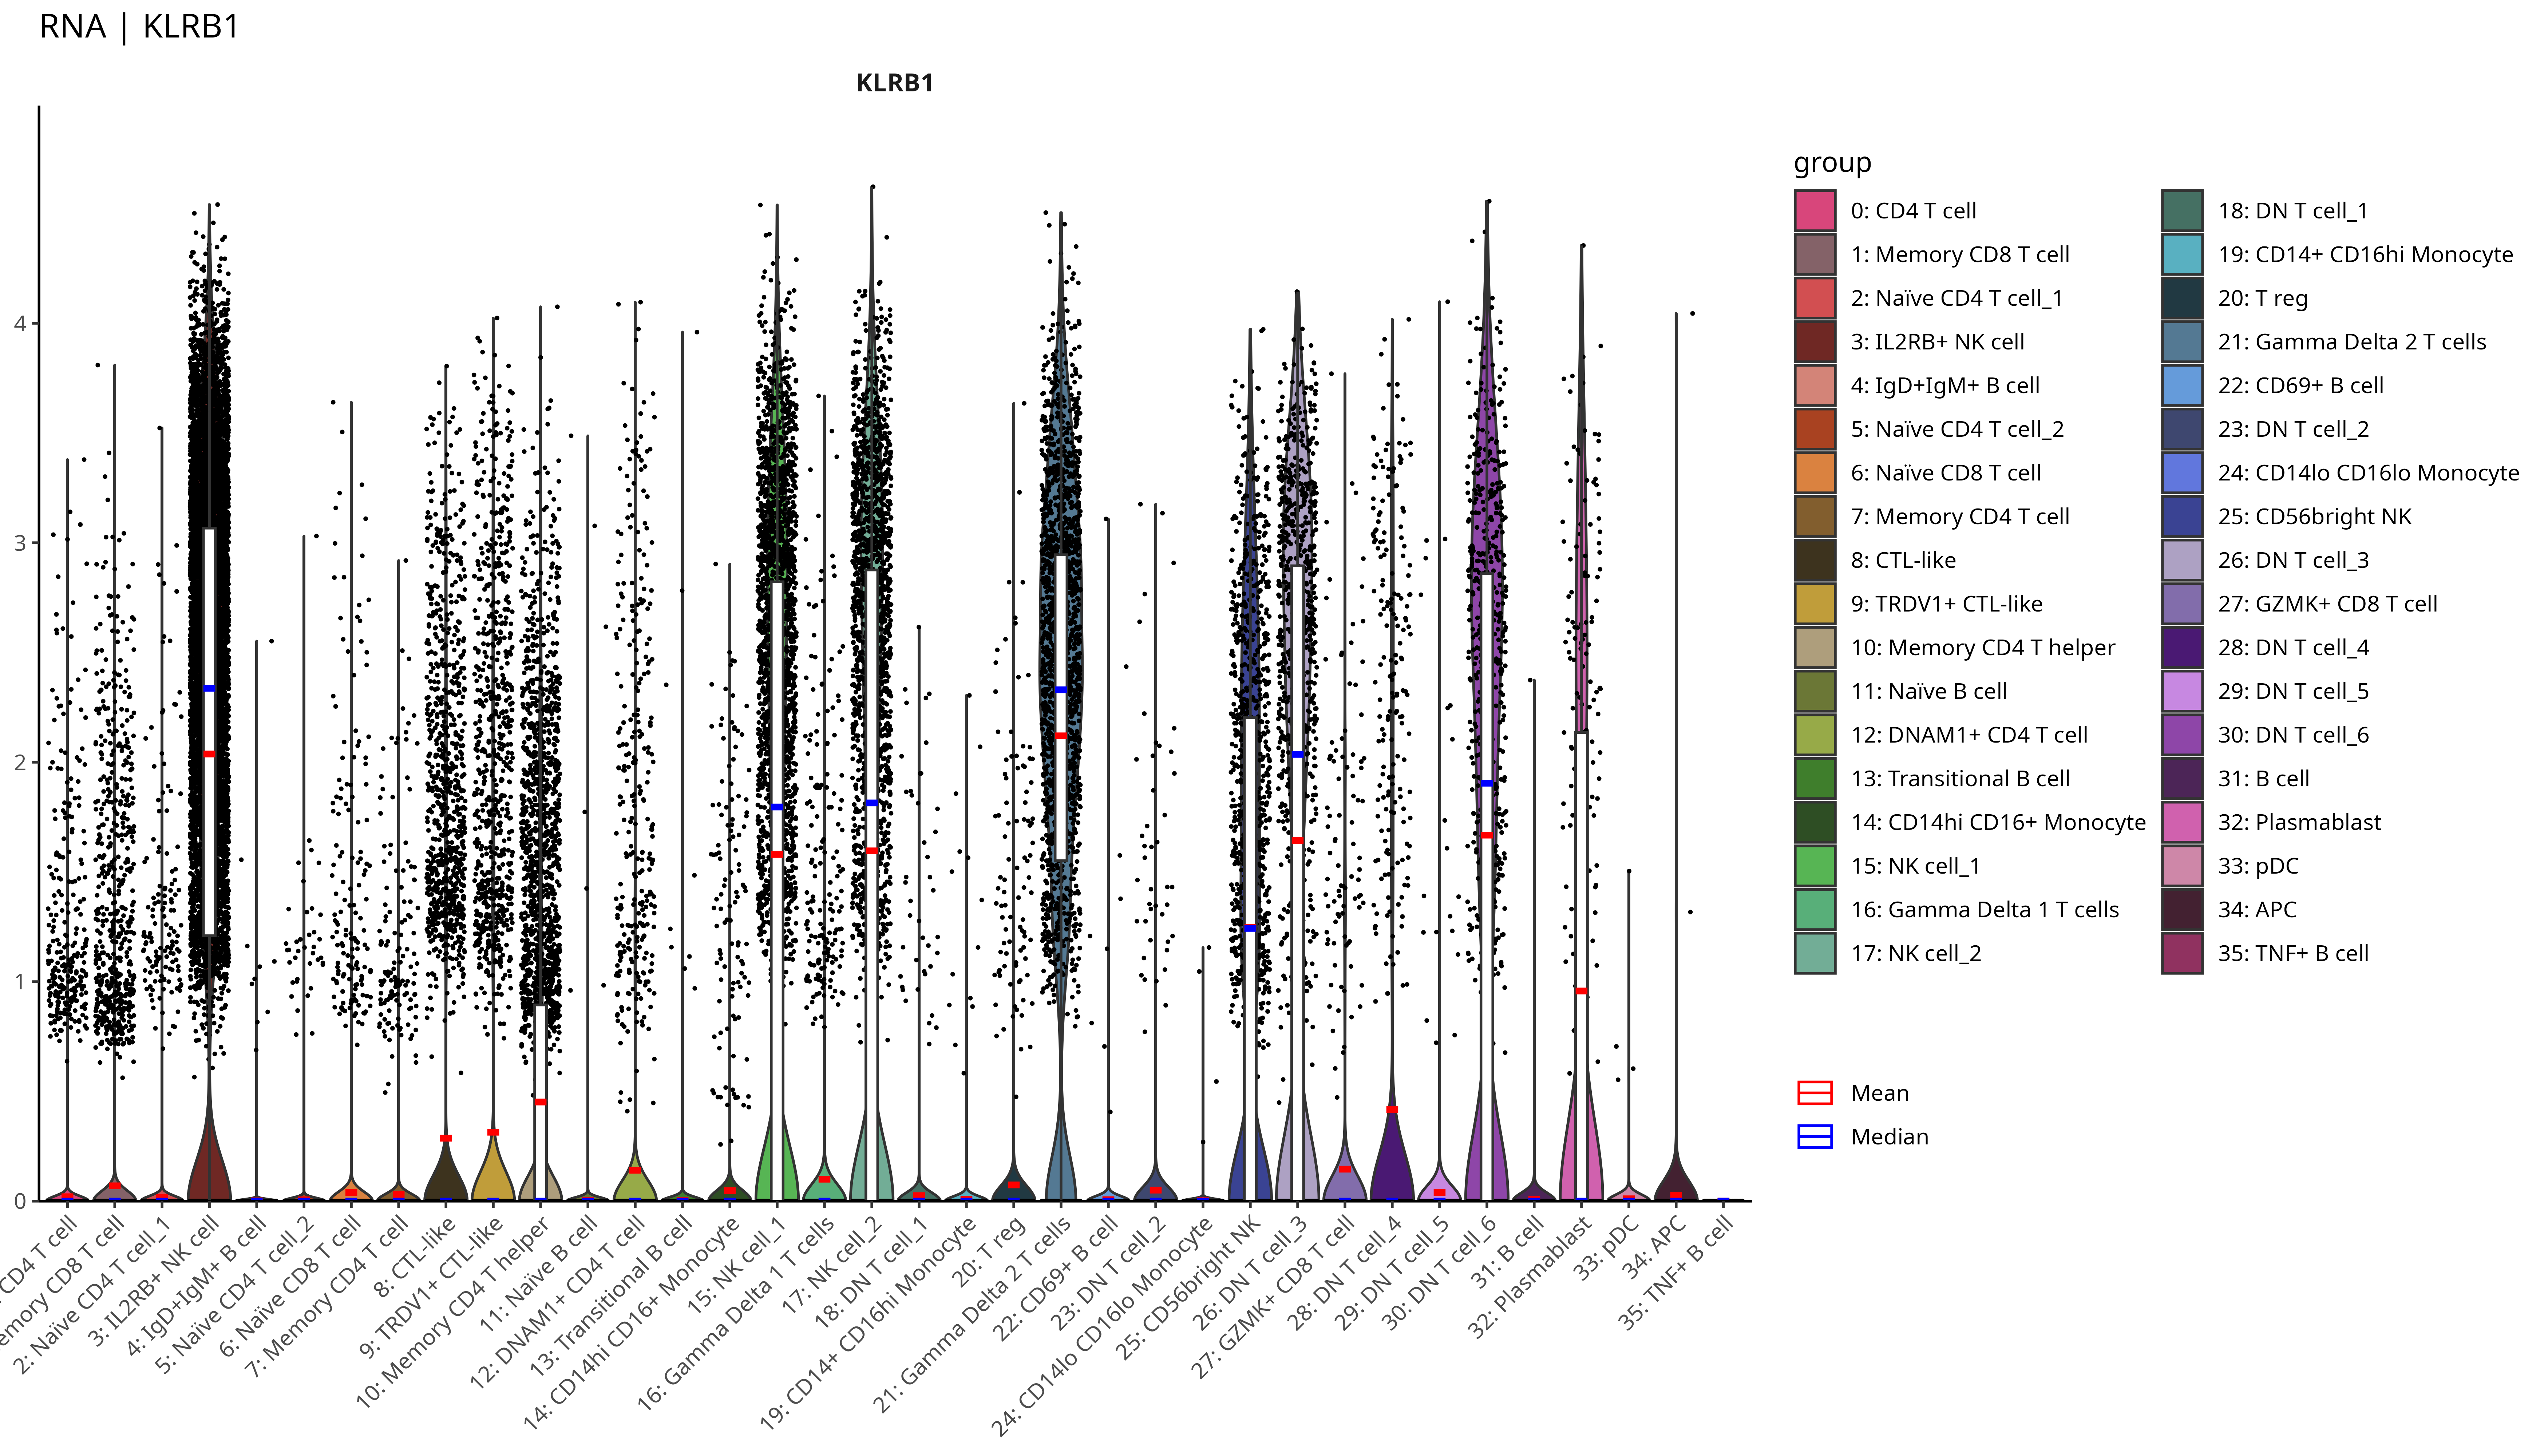 RNA | KLRB1
KLRB1
4
3
2
1
0
CD4 T cell
Memory CD8 T cell
2: Naïve CD4 T cell_1
3: IL2RB+ NK cell
4: IgD+IgM+ B cell
5: Naïve CD4 T cell_2
6: Naïve CD8 T cell
7: Memory CD4 T cell
8: CTL-like
9: TRDV1+ CTL-like
10: Memory CD4 T helper
11: Naïve B cell
12: DNAM1+ CD4 T cell
13: Transitional B cell
14: CD14hi CD16+ Monocyte
15: NK cell_1
16: Gamma Delta 1 T cells
17: NK cell_2
18: DN T cell_1
19: CD14+ CD16hi Monocyte
20: T reg
21: Gamma Delta 2 T cells
22: CD69+ B cell
23: DN T cell_2
24: CD14lo CD16lo Monocyte
25: CD56bright NK
26: DN T cell_3
27: GZMK+ CD8 T cell
28: DN T cell_4
29: DN T cell_5
30: DN T cell_6
31: B cell
32: Plasmablast
33: pDC
34: APC
35: TNF+ B cell
group
0: CD4 T cell
1: Memory CD8 T cell
2: Naïve CD4 T cell_1
3: IL2RB+ NK cell
4: IgD+IgM+ B cell
5: Naïve CD4 T cell_2
6: Naïve CD8 T cell
7: Memory CD4 T cell
8: CTL-like
9: TRDV1+ CTL-like
10: Memory CD4 T helper
11: Naïve B cell
12: DNAM1+ CD4 T cell
13: Transitional B cell
14: CD14hi CD16+ Monocyte
15: NK cell_1
16: Gamma Delta 1 T cells
17: NK cell_2
18: DN T cell_1
19: CD14+ CD16hi Monocyte
20: T reg
21: Gamma Delta 2 T cells
22: CD69+ B cell
23: DN T cell_2
24: CD14lo CD16lo Monocyte
25: CD56bright NK
26: DN T cell_3
27: GZMK+ CD8 T cell
28: DN T cell_4
29: DN T cell_5
30: DN T cell_6
31: B cell
32: Plasmablast
33: pDC
34: APC
35: TNF+ B cell
Mean
Median